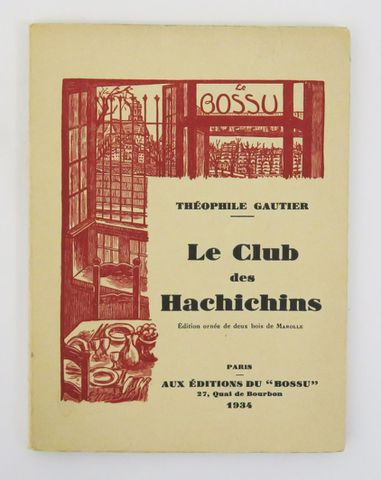 Le
BOSSU
THÉOPHILE GAUTIER
Le Club
des
Hachichins
Édition ornée de deux bois de MAROLLE
PARIS
AUX ÉDITIONS DU "BOSSU"
27, Quai de Bourbon
1934